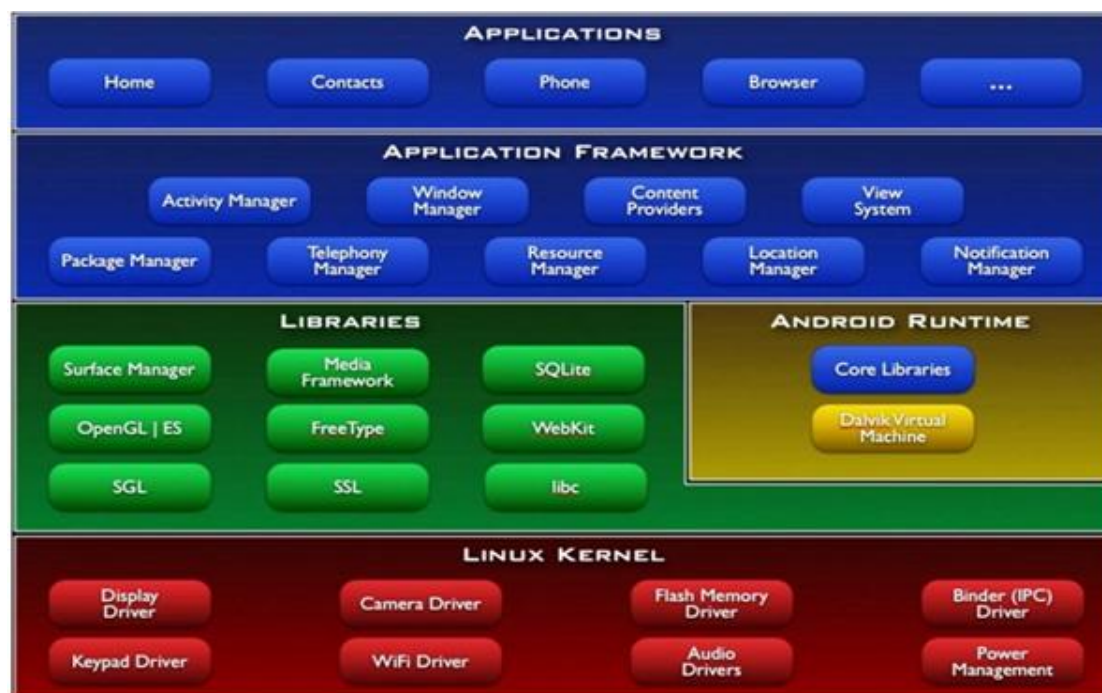 APPLICATIONS
Home Contacts Phone Browser ...
APPLICATION FRAMEWORK
Activity Manager
Window
Manager
Content
Providers
View
System
Package Manager
Telephony
Manager
Resource
Manager
Location
Manager
Notification
Manager
LIBRARIES
Surface Manager
Media
Framework
SQLite
OpenGL | ES
FreeType
WebKit
SGL
SSL
libc
ANDROID RUNTIME
Core Libraries
Dalvik Virtual
Machine
LINUX KERNEL
Display
Driver
Camera Driver
Flash Memory
Driver
Binder (IPC)
Driver
Keypad Driver
WiFi Driver
Audio
Drivers
Power
Management